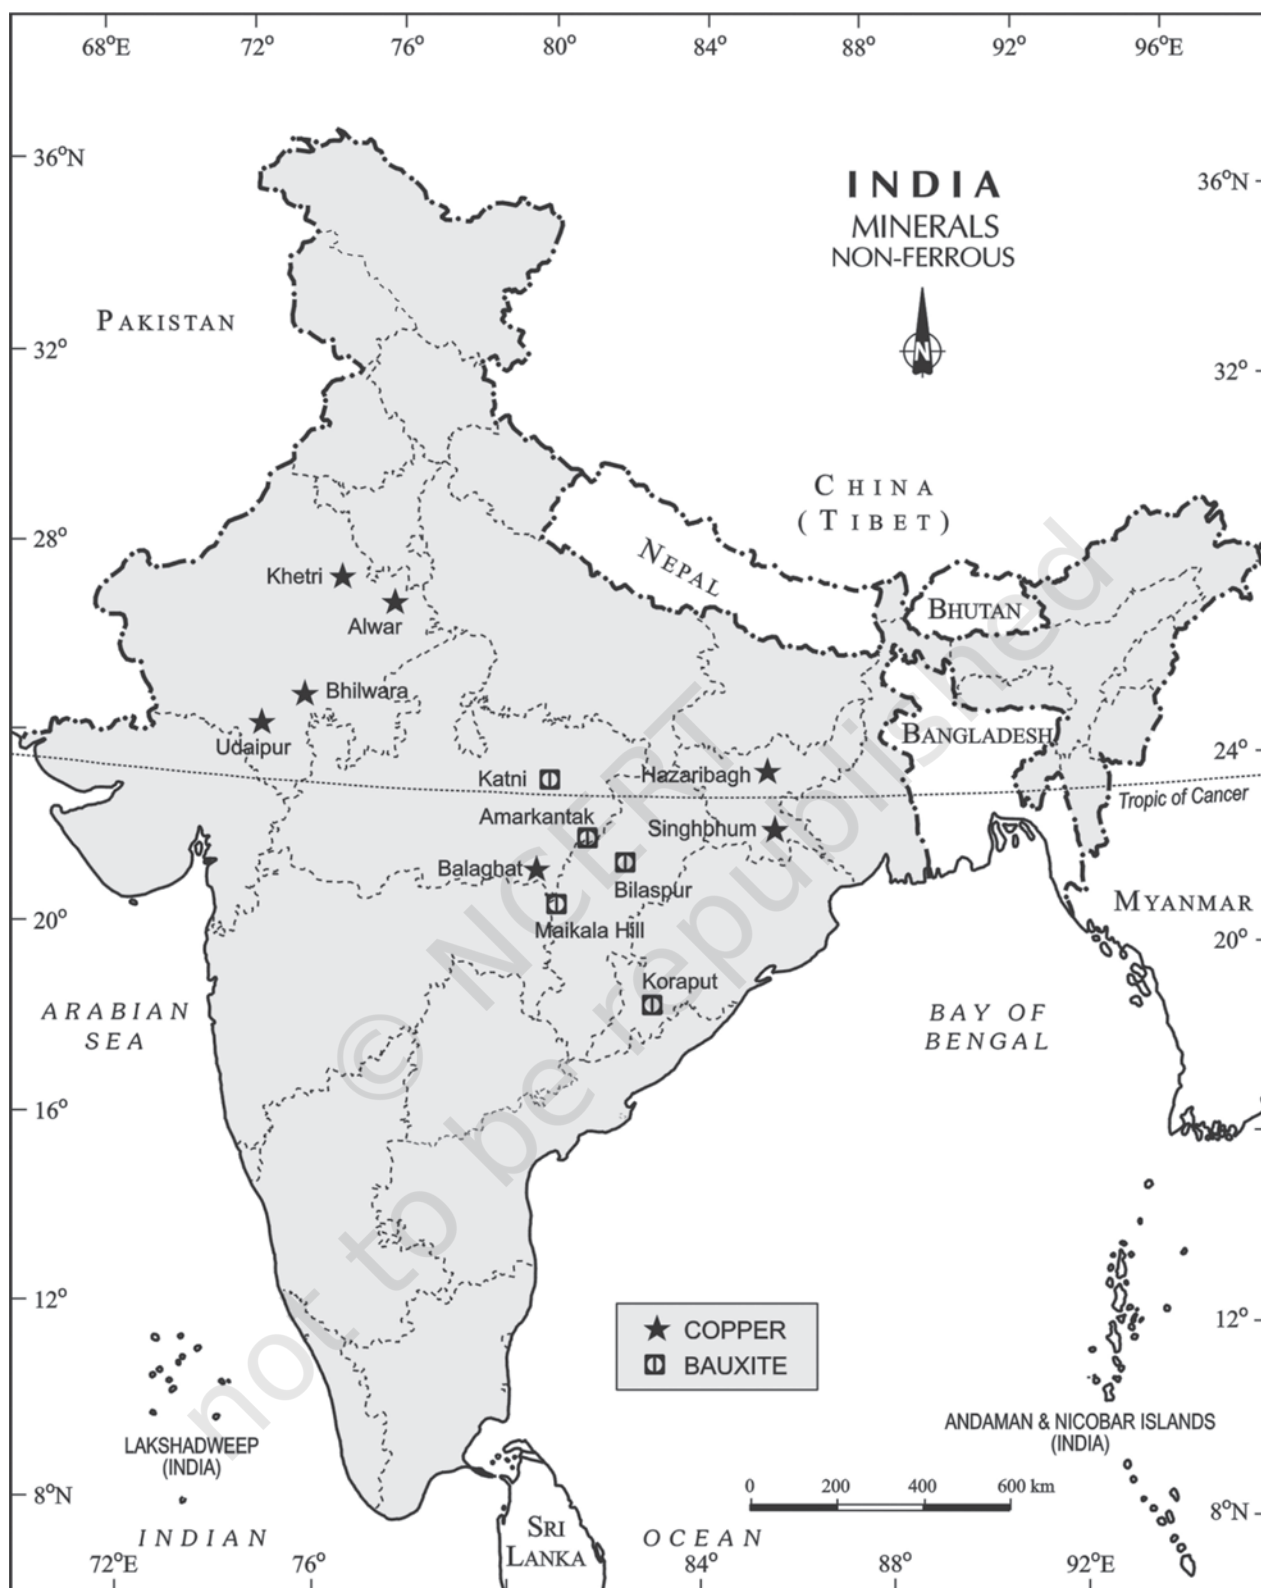 68°E 72° 76° 80° 84° 88° 92° 96°E
36°N
INDIA
MINERALS
NON-FERROUS
36°N
PAKISTAN
N
32°
32°
CHINA
(TIBET)
28°
NEPAL
Khetri
BHUTAN
Alwar
Bhilwara
Udaipur
BANGLADESH
24°
Katni
Hazaribagh
Tropic of Cancer
Amarkantak
Singhbhum
Balaghat
Bilaspur
MYANMAR
20°
Maikala Hill
20°
Koraput
ARABIAN
SEA
BAY OF
BENGAL
16°
12°
12°
COPPER
BAUXITE
LAKSHADWEEP
(INDIA)
ANDAMAN & NICOBAR ISLANDS
(INDIA)
0 200 400 600 km
8°N
8°N
INDIAN
SRI
LANKA
OCEAN
72°E 76° 84° 88° 92°E
© NCERT
not to be republished